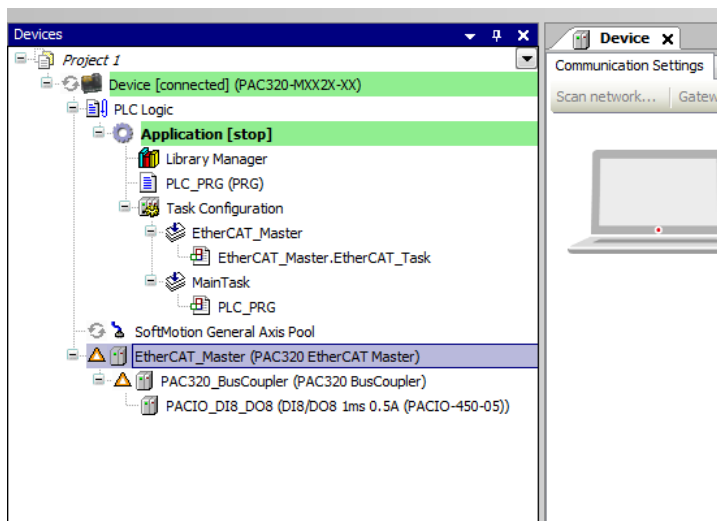 Devices
Project 1
Device [connected] (PAC320-MXX2X-XX)
PLC Logic
Application [stop]
Library Manager
PLC_PRG (PRG)
Task Configuration
EtherCAT_Master
EtherCAT_Master.EtherCAT_Task
MainTask
PLC_PRG
SoftMotion General Axis Pool
EtherCAT_Master (PAC320 EtherCAT Master)
PAC320_BusCoupler (PAC320 BusCoupler)
PACIO_DI8_DO8 (DI8/DO8 1ms 0.5A (PACIO-450-05))
Device
Communication Settings
Scan network... Gatew